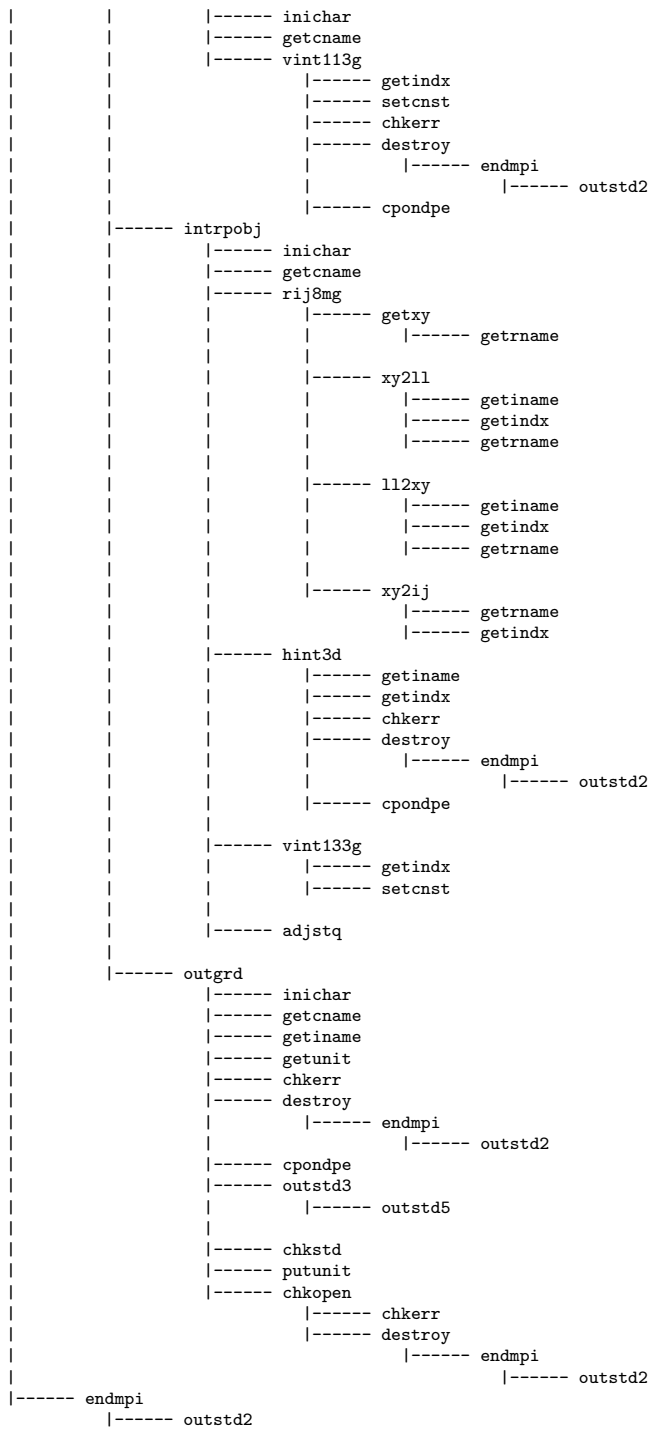 |         |         |------ inichar
|         |         |------ getcname
|         |         |------ vint113g
|         |                   |------ getindx
|         |                   |------ setcnst
|         |                   |------ chkerr
|         |                   |------ destroy
|         |                   |         |------ endmpi
|         |                   |                   |------ outstd2
|         |                   |------ cpondpe
|         |------ intrpobj
|         |         |------ inichar
|         |         |------ getcname
|         |         |------ rij8mg
|         |         |         |------ getxy
|         |         |         |         |------ getrname
|         |         |         |
|         |         |         |------ xy2ll
|         |         |         |         |------ getiname
|         |         |         |         |------ getindx
|         |         |         |         |------ getrname
|         |         |         |
|         |         |         |------ ll2xy
|         |         |         |         |------ getiname
|         |         |         |         |------ getindx
|         |         |         |         |------ getrname
|         |         |         |
|         |         |         |------ xy2ij
|         |         |                   |------ getrname
|         |         |                   |------ getindx
|         |         |------ hint3d
|         |         |         |------ getiname
|         |         |         |------ getindx
|         |         |         |------ chkerr
|         |         |         |------ destroy
|         |         |         |         |------ endmpi
|         |         |         |                   |------ outstd2
|         |         |         |------ cpondpe
|         |         |
|         |         |------ vint133g
|         |         |         |------ getindx
|         |         |         |------ setcnst
|         |         |
|         |         |------ adjstq
|         |
|         |------ outgrd
|                   |------ inichar
|                   |------ getcname
|                   |------ getiname
|                   |------ getunit
|                   |------ chkerr
|                   |------ destroy
|                   |         |------ endmpi
|                   |                   |------ outstd2
|                   |------ cpondpe
|                   |------ outstd3
|                   |         |------ outstd5
|                   |
|                   |------ chkstd
|                   |------ putunit
|                   |------ chkopen
|                             |------ chkerr
|                             |------ destroy
|                                       |------ endmpi
|                                                 |------ outstd2
|------ endmpi
          |------ outstd2